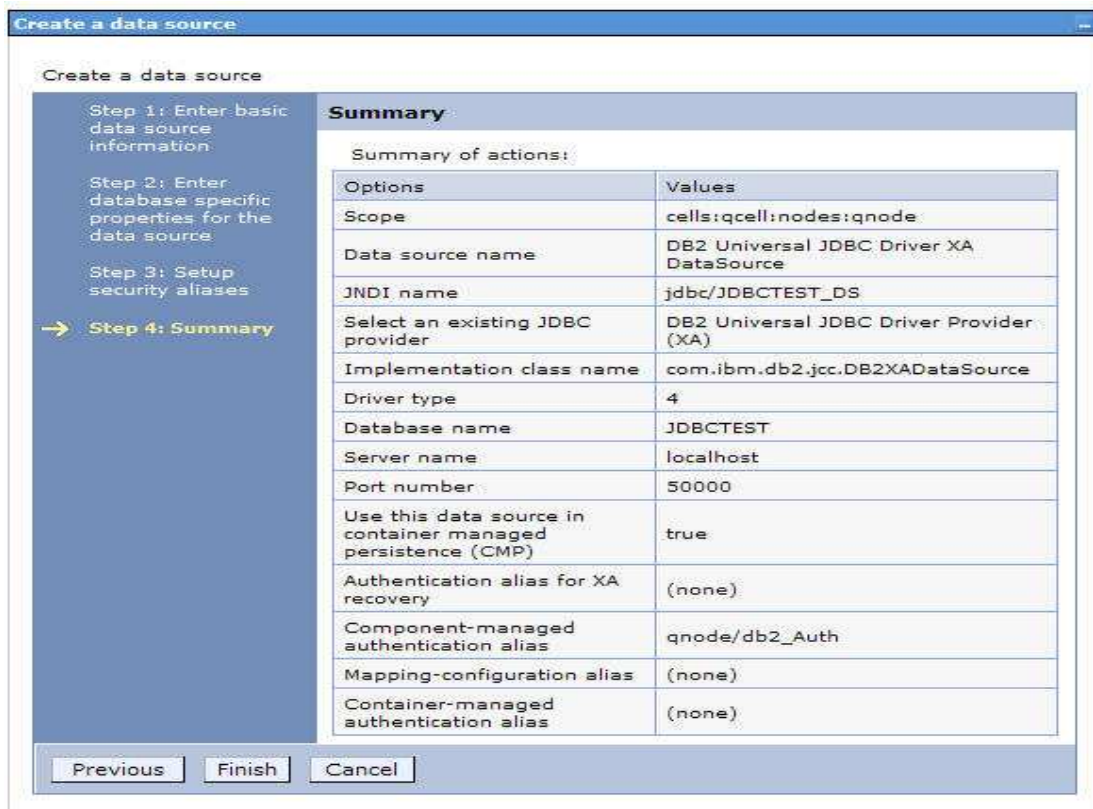 Create a data source
Create a data source
Step 1: Enter basic
data source
information
Step 2: Enter
database specific
properties for the
data source
Step 3: Setup
security aliases
Step 4: Summary
Summary
Summary of actions:
Options Values
Scope cells:qcell:nodes:qnode
Data source name DB2 Universal JDBC Driver XA
DataSource
JNDI name jdbc/JDBCTEST_DS
Select an existing JDBC
provider DB2 Universal JDBC Driver Provider
(XA)
Implementation class name com.ibm.db2.jcc.DB2XADataSource
Driver type 4
Database name JDBCTEST
Server name localhost
Port number 50000
Use this data source in
container managed
persistence (CMP) true
Authentication alias for XA
recovery (none)
Component-managed
authentication alias qnode/db2_Auth
Mapping-configuration alias (none)
Container-managed
authentication alias (none)
Previous Finish Cancel